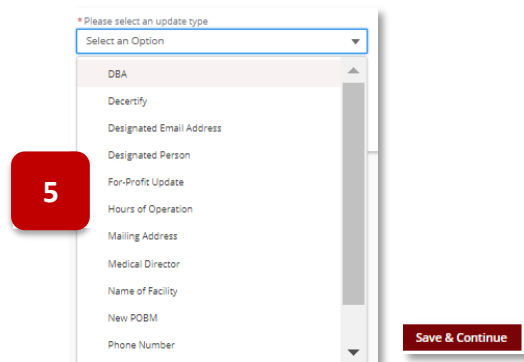 * Please select an update type
Select an Option
DBA
Decertify
Designated Email Address
Designated Person
For-Profit Update
5
Hours of Operation
Mailing Address
Medical Director
Name of Facility
New POBM
Phone Number
Save & Continue